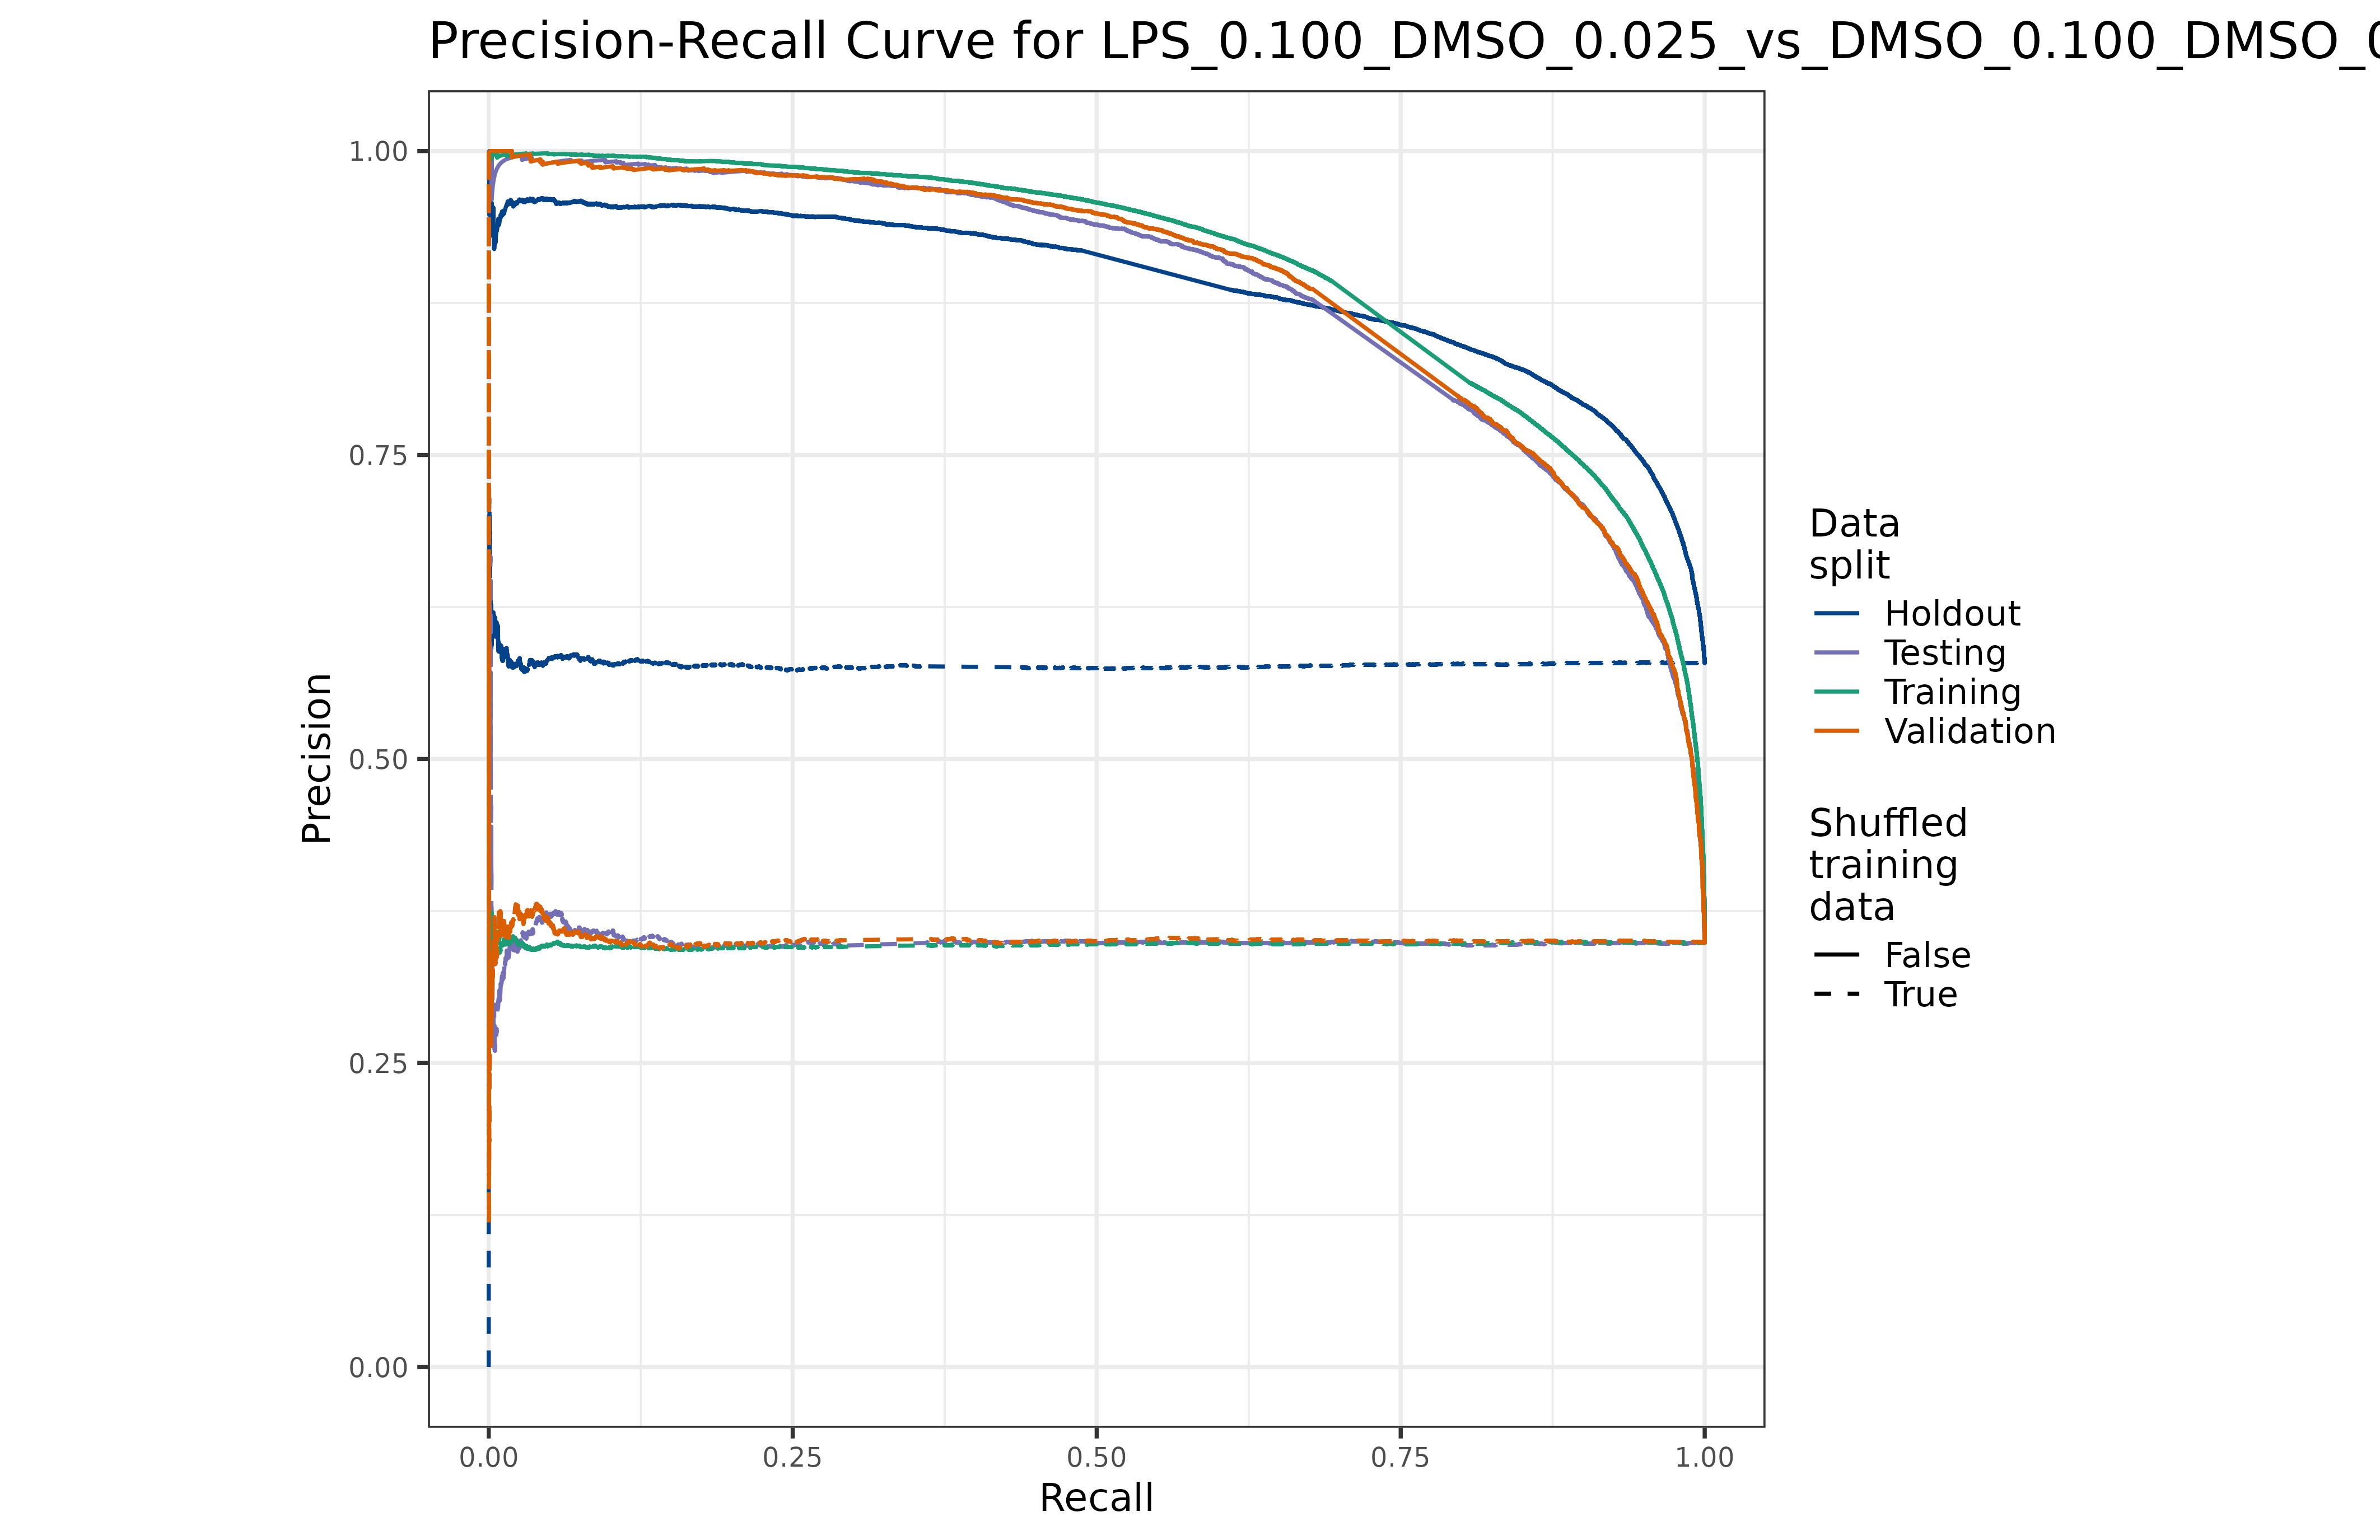 Precision-Recall Curve for LPS_0.100_DMSO_0.025_vs_DMSO_0.100_DMSO_0
1.00
0.75
0.50
0.25
0.00
Precision
0.00 0.25 0.50 0.75 1.00
Recall
Data
split
Holdout
Testing
Training
Validation
Shuffled
training
data
False
True